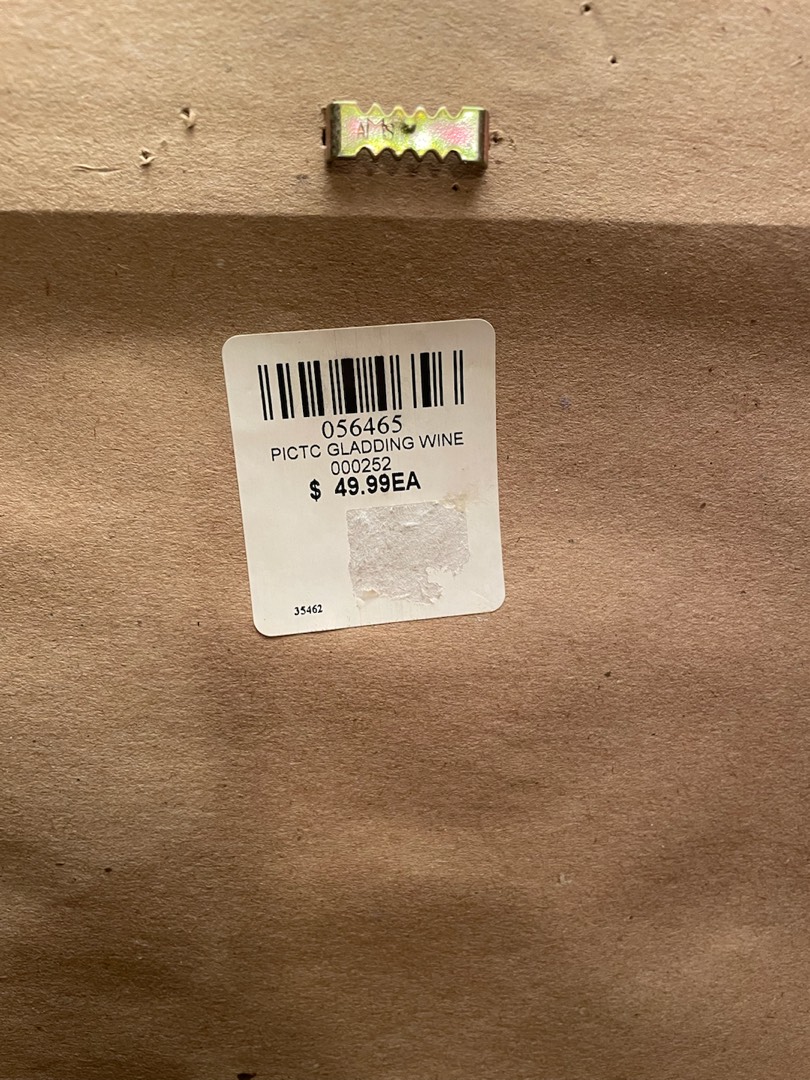 056465
PICTC GLADDING WINE
000252
$ 49.99EA
35462